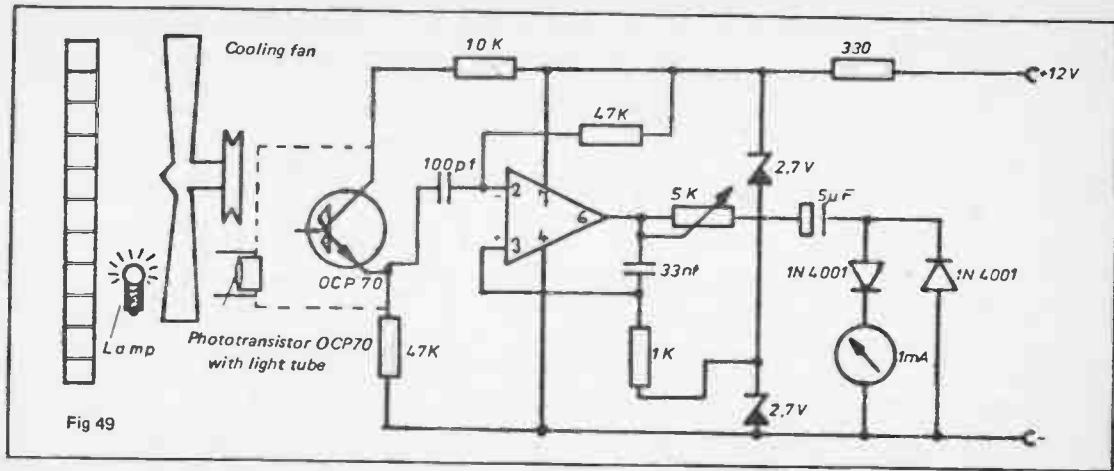 Cooling fan
10 K
330
+12V
47K
100pf
2,7V
2
-
7
5 K
5µF
6
+
3
4
33nf
1N 4001
1N 4001
OCP 70
Lamp
Phototransistor OCP70
with light tube
47K
1K
1mA
2,7V
Fig 49
-